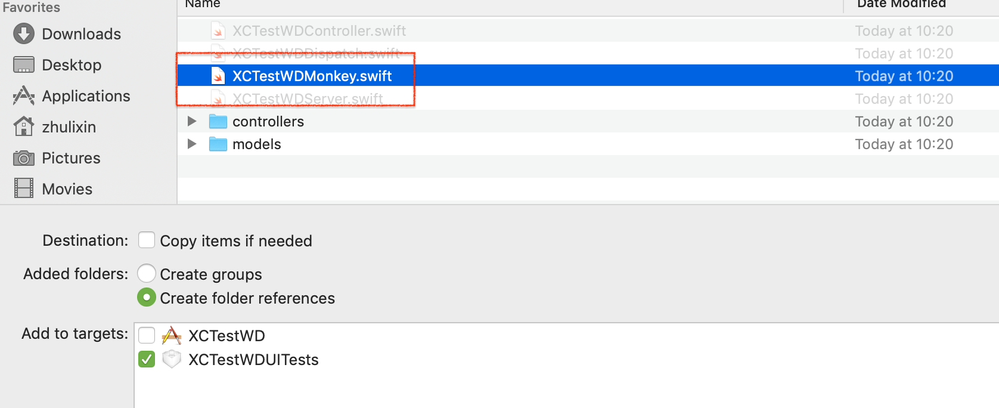 Favorites
Downloads
Desktop
Applications
zhulixin
Pictures
Movies
Name Date Modified
XCTestWDController.swift Today at 10:20
XCTestWDDispatch.swift Today at 10:20
XCTestWDMonkey.swift Today at 10:20
XCTestWDServer.swift Today at 10:20
controllers Today at 10:20
models Today at 10:20
Destination: Copy items if needed
Added folders: Create groups
Create folder references
Add to targets: XCTestWD
XCTestWDUITests